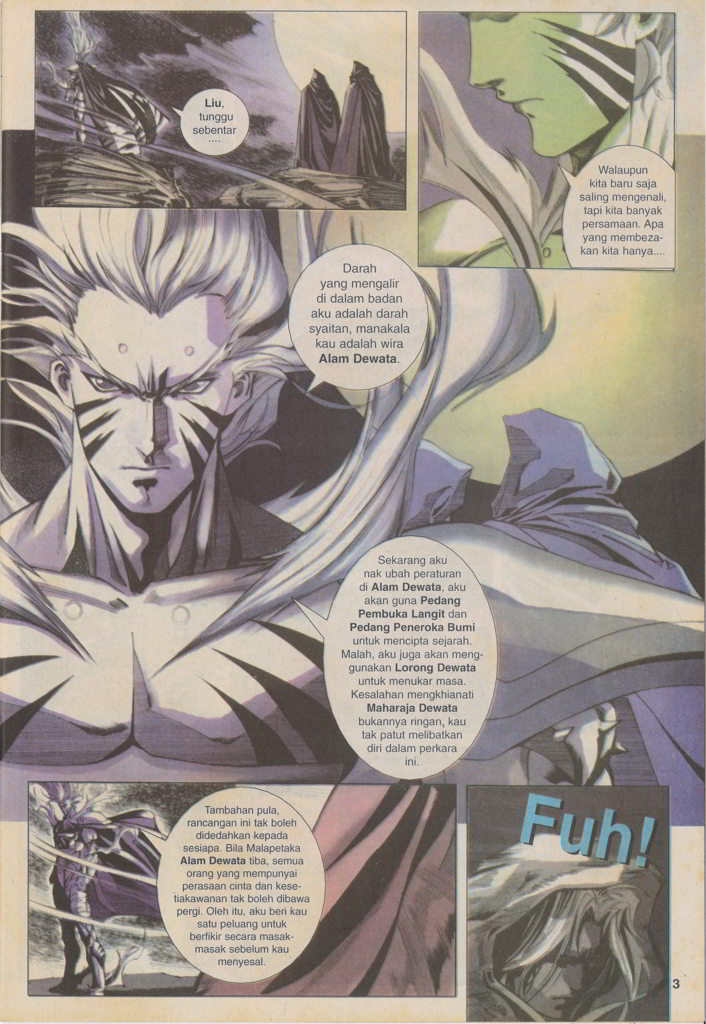 Liu,
tunggu
sebentar
....
Walaupun
kita baru saja
saling mengenali,
tapi kita banyak
persamaan. Apa
yang membeza-
kan kita hanya....
Darah
yang mengalir
di dalam badan
aku adalah darah
syaitan, manakala
kau adalah wira
Alam Dewata.
Sekarang aku
nak ubah peraturan
di Alam Dewata, aku
akan guna Pedang
Pembuka Langit dan
Pedang Peneroka Bumi
untuk mencipta sejarah.
Malah, aku juga akan meng-
gunakan Lorong Dewata
untuk menukar masa.
Kesalahan mengkhianati
Maharaja Dewata
bukannya ringan, kau
tak patut melibatkan
diri dalam perkara
ini.
Tambahan pula,
rancangan ini tak boleh
didedahkan kepada
sesiapa. Bila Malapetaka
Alam Dewata tiba, semua
orang yang mempunyai
perasaan cinta dan kese-
tiakawanan tak boleh dibawa
pergi. Oleh itu, aku beri kau
satu peluang untuk
berfikir secara masak-
masak sebelum kau
menyesal.
Fuh!
3